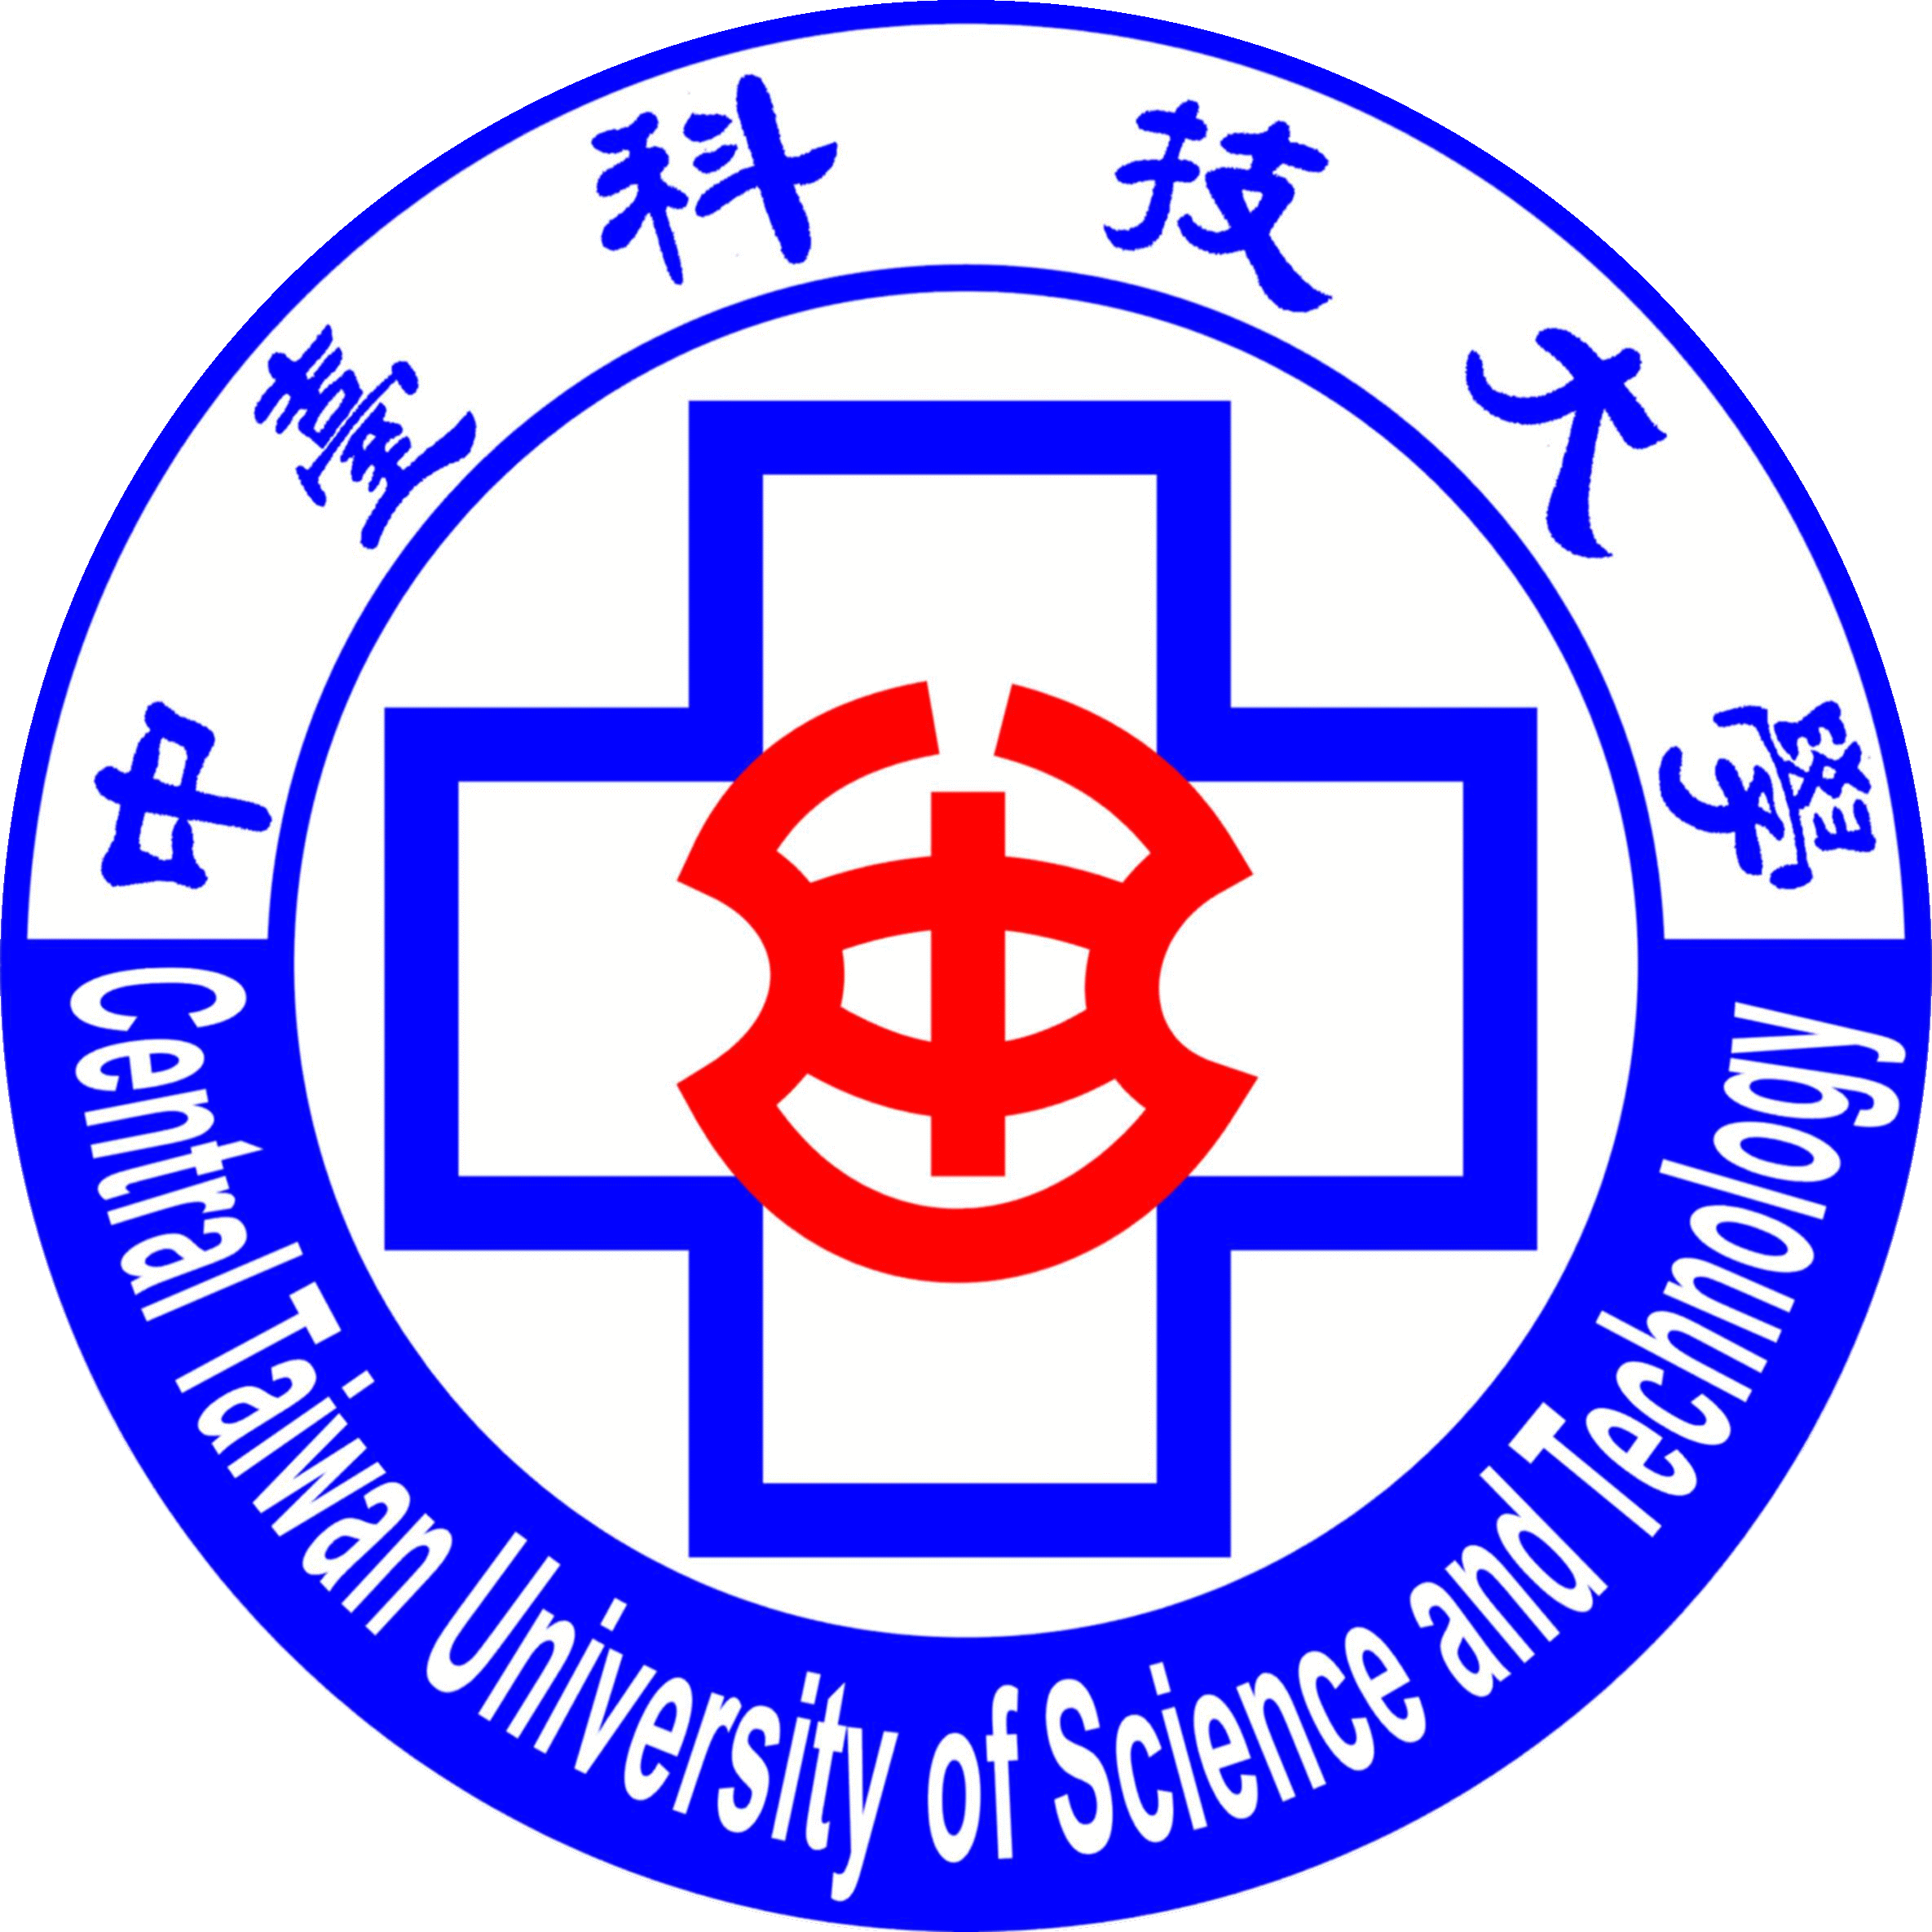 中臺科技大學
Central Taiwan University of Science and Technology